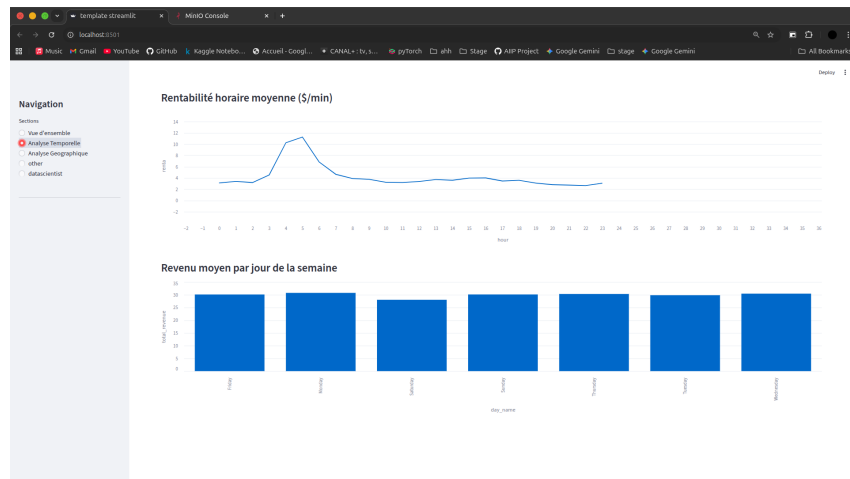 template streamlit
MinIO Console
localhost:8501
Music
Gmail
YouTube
GitHub
Kaggle Notebo...
Accueil - Googl...
CANAL+ : tv, s...
pyTorch
ahh
Stage
AIIP Project
Google Gemini
stage
Google Gemini
All Bookmarks
Deploy
Navigation
Sections
Vue d'ensemble
Analyse Temporelle
Analyse Geographique
other
datascientist
Rentabilité horaire moyenne ($/min)
14
12
10
8
6
4
2
0
−2
−2 −1 0 1 2 3 4 5 6 7 8 9 10 11 12 13 14 15 16 17 18 19 20 21 22 23 24 25 26 27 28 29 30 31 32 33 34 35 36
hour
Revenu moyen par jour de la semaine
35
30
25
20
15
10
5
0
total_revenue
Friday
Monday
Saturday
Sunday
Thursday
Tuesday
Wednesday
day_name